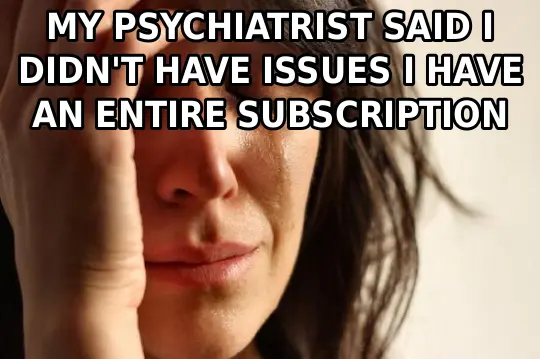 MY PSYCHIATRIST SAID I
DIDN'T HAVE ISSUES I HAVE
AN ENTIRE SUBSCRIPTION